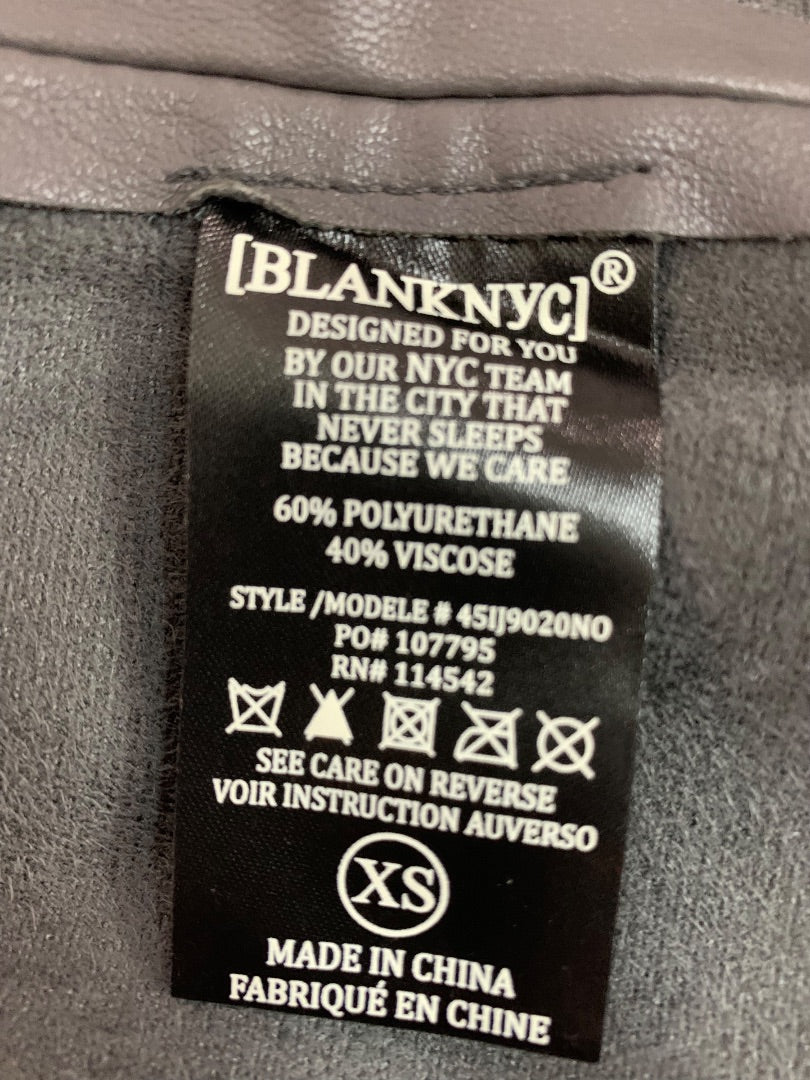 [BLANKNYC]®
DESIGNED FOR YOU
BY OUR NYC TEAM
IN THE CITY THAT
NEVER SLEEPS
BECAUSE WE CARE
60% POLYURETHANE
40% VISCOSE
STYLE /MODELE # 45IJ9020NO
PO# 107795
RN# 114542
SEE CARE ON REVERSE
VOIR INSTRUCTION AUVERSO
XS
MADE IN CHINA
FABRIQUÉ EN CHINE